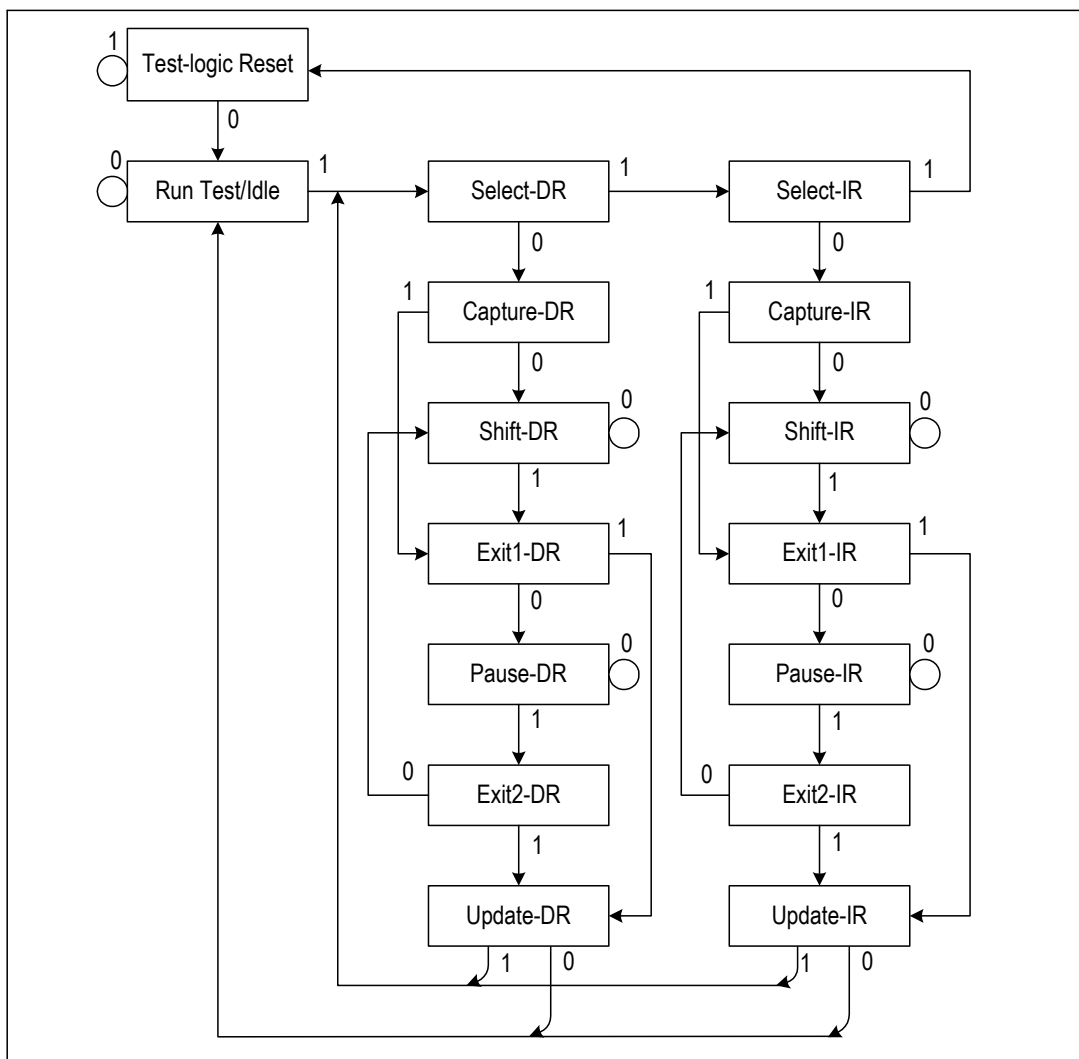 1
Test-logic Reset
0
0
Run Test/Idle
1
Select-DR
1
Select-IR
1
0
0
1
Capture-DR
1
Capture-IR
0
0
Shift-DR
0
Shift-IR
0
1
1
Exit1-DR
1
Exit1-IR
1
0
0
Pause-DR
0
Pause-IR
0
1
1
0
Exit2-DR
0
Exit2-IR
1
1
Update-DR
Update-IR
1
0
1
0